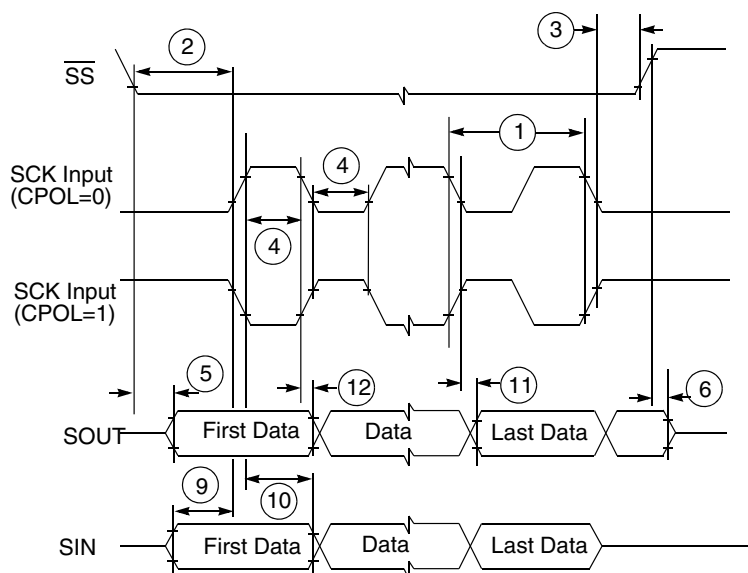 3
2
SS
1
SCK Input
(CPOL=0)
4
4
SCK Input
(CPOL=1)
5
12
11
6
SOUT
First Data
Data
Last Data
9
10
SIN
First Data
Data
Last Data